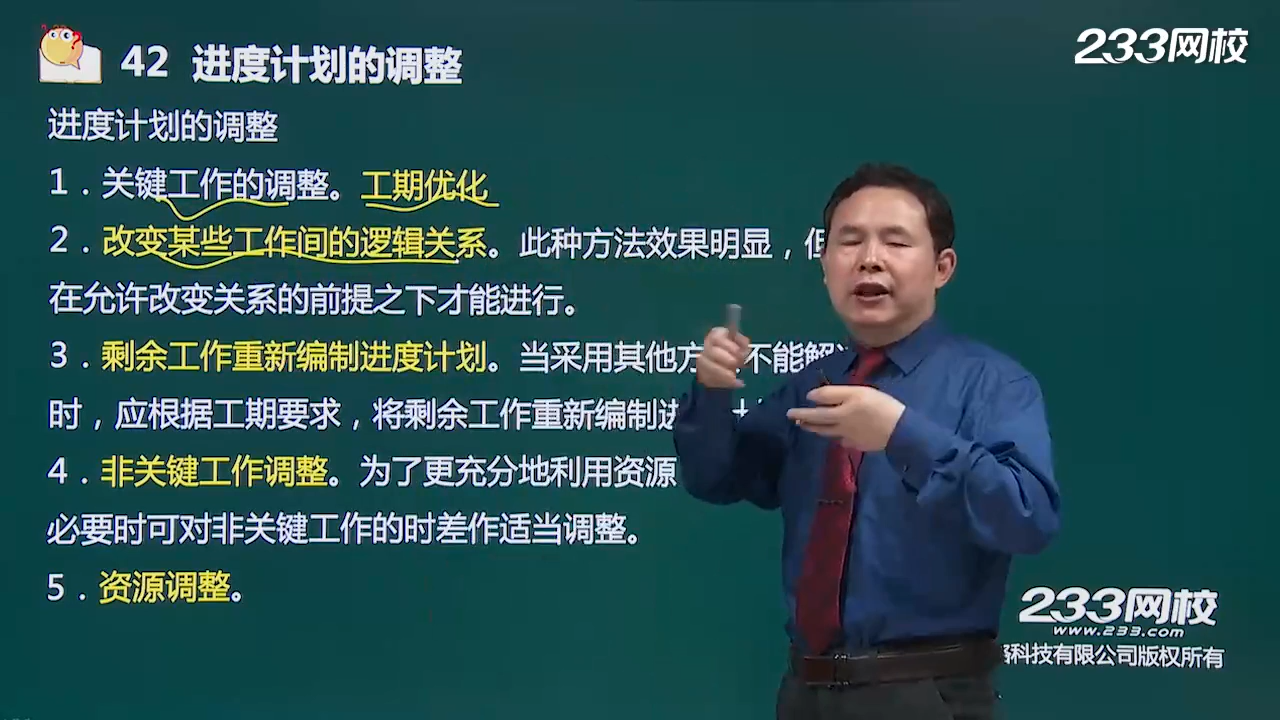 42 进度计划的调整
233网校
进度计划的调整
1．关键工作的调整。工期优化
2．改变某些工作间的逻辑关系。此种方法效果明显，但
在允许改变关系的前提之下才能进行。
3．剩余工作重新编制进度计划。当采用其他方 不能解
时，应根据工期要求，将剩余工作重新编制进
4．非关键工作调整。为了更充分地利用资源
必要时可对非关键工作的时差作适当调整。
5．资源调整。
233网校
www.233.com
科技有限公司版权所有